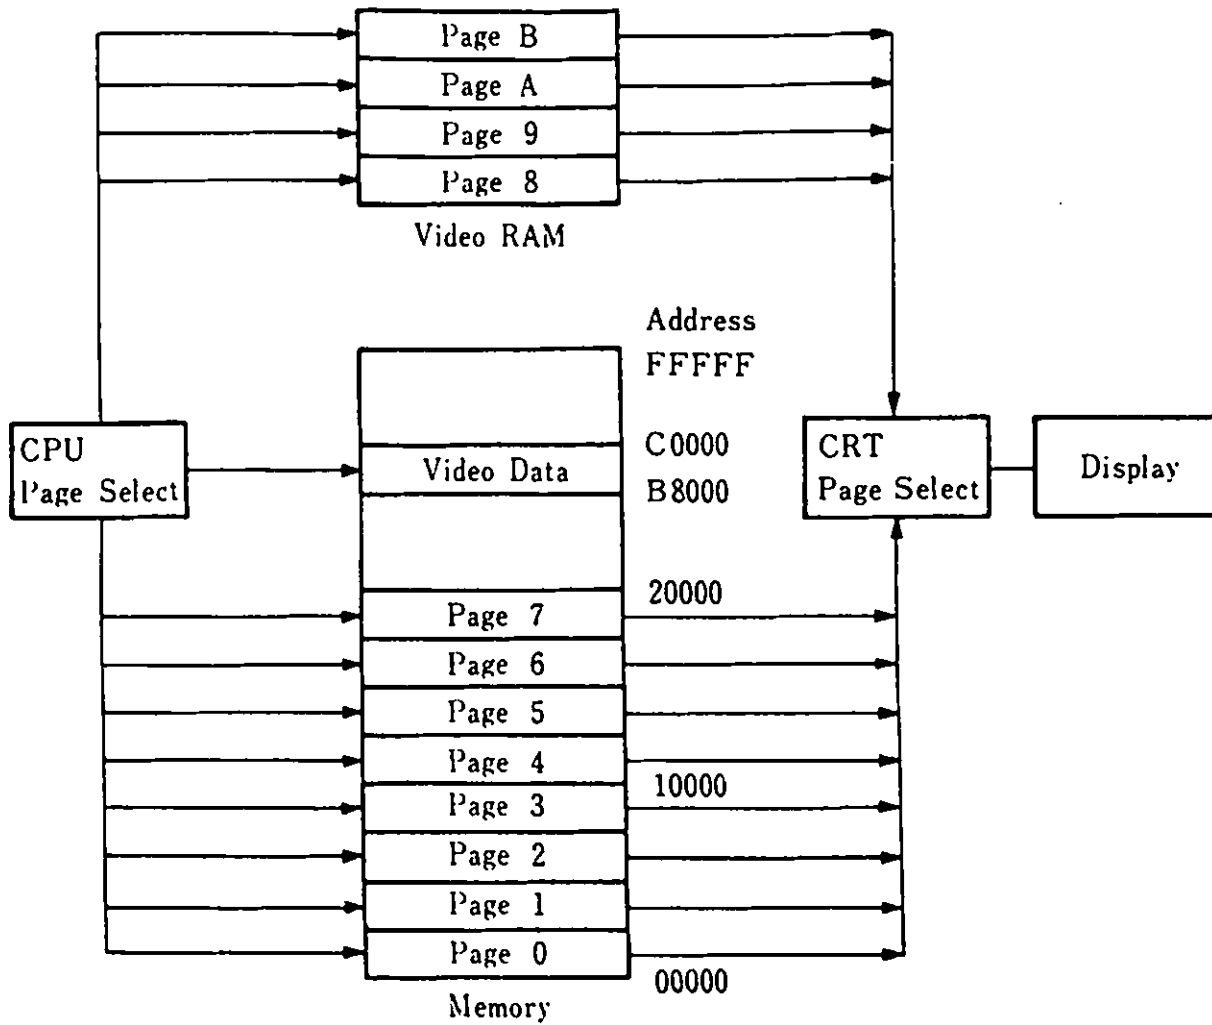 Page B
Page A
Page 9
Page 8
Video RAM
Address
FFFFF
CPU
Page Select
Video Data
C0000
B8000
CRT
Page Select
Display
20000
Page 7
Page 6
Page 5
Page 4
10000
Page 3
Page 2
Page 1
Page 0
00000
Memory